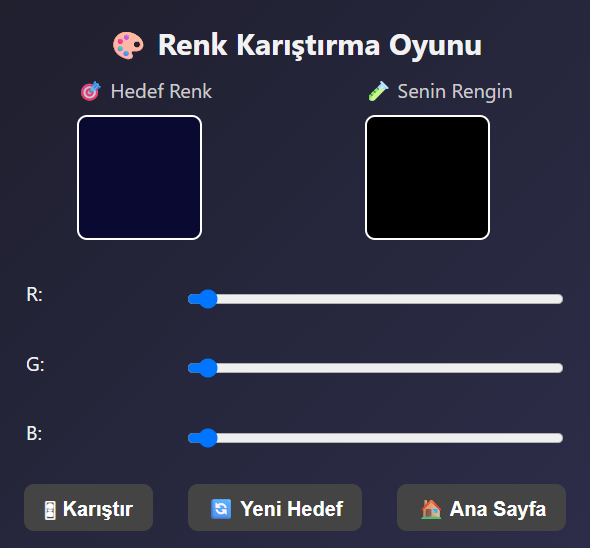 🎨 Renk Karıştırma Oyunu
🎯 Hedef Renk
🧪 Senin Rengin
R:
G:
B:
🎛 Karıştır
🔄 Yeni Hedef
🏠 Ana Sayfa